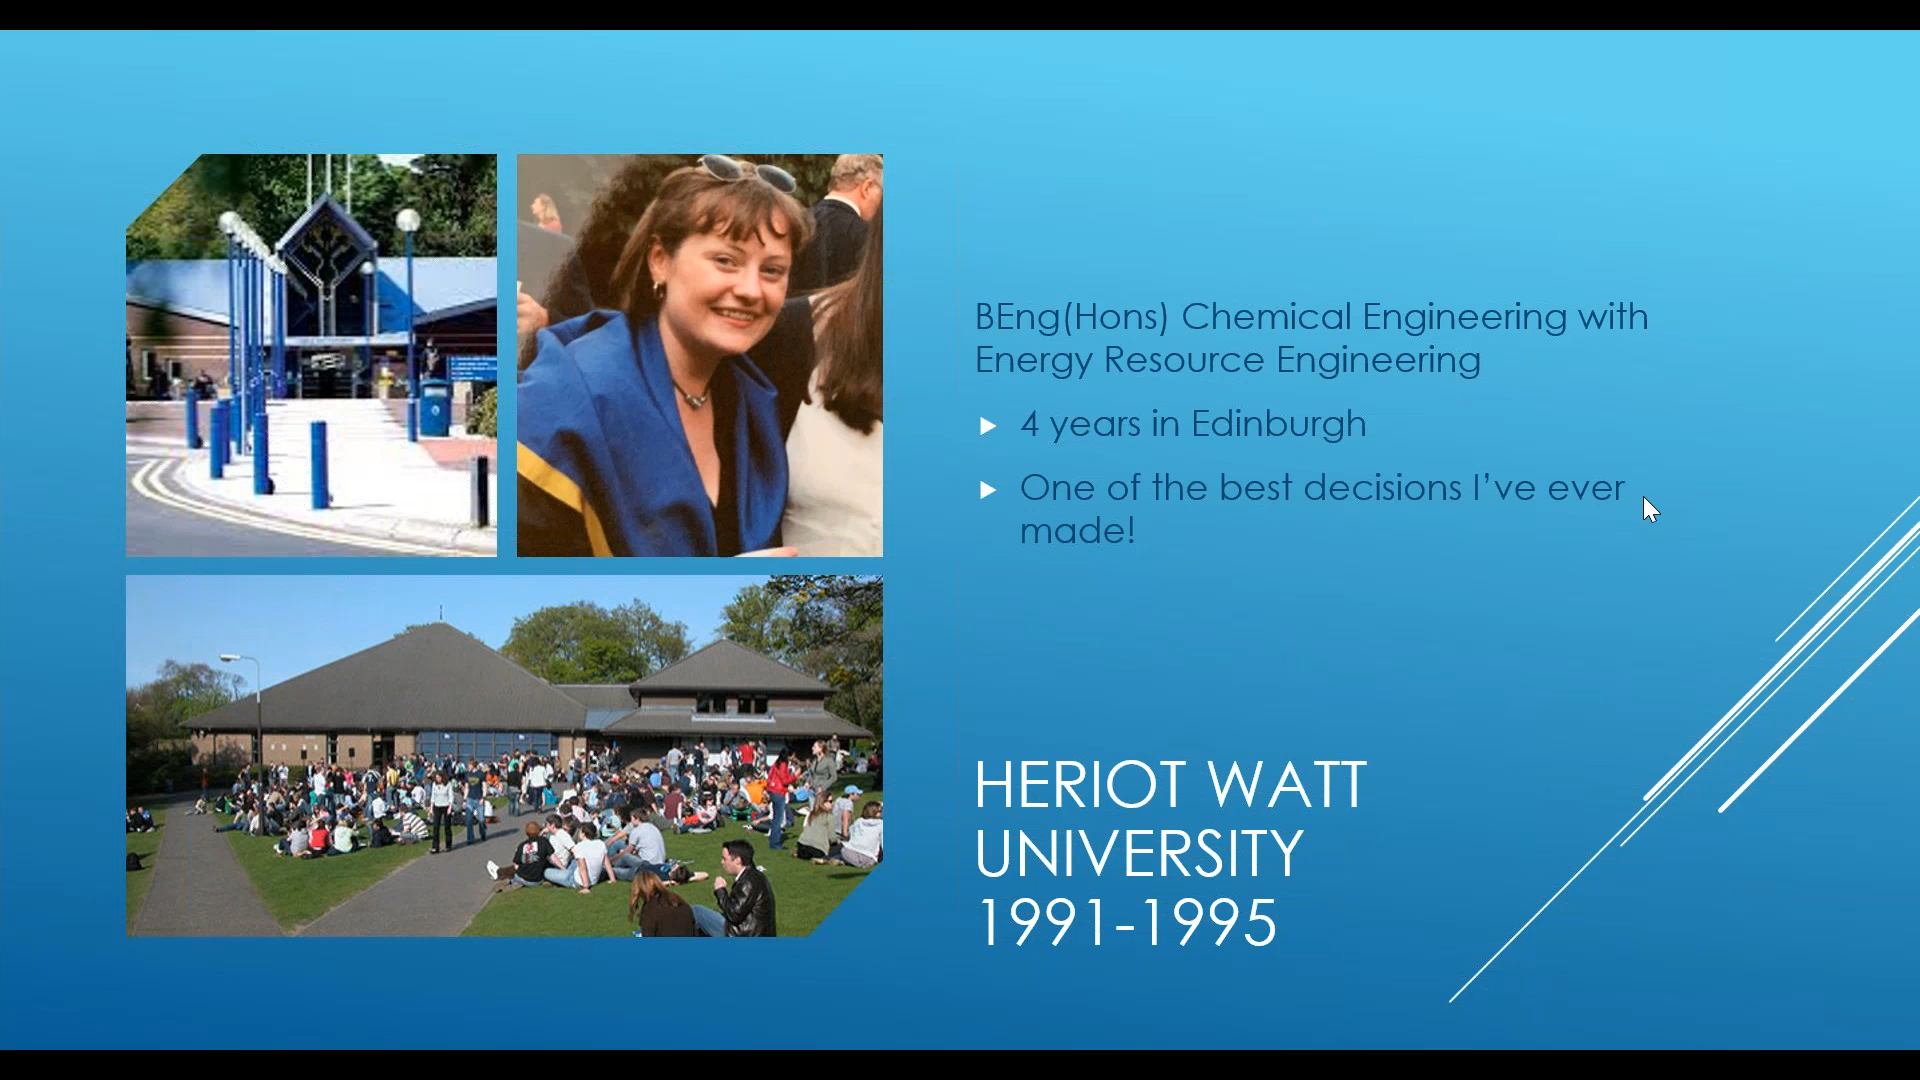 BEng(Hons) Chemical Engineering with
Energy Resource Engineering
4 years in Edinburgh
One of the best decisions I’ve ever
made!
HERIOT WATT
UNIVERSITY
1991-1995